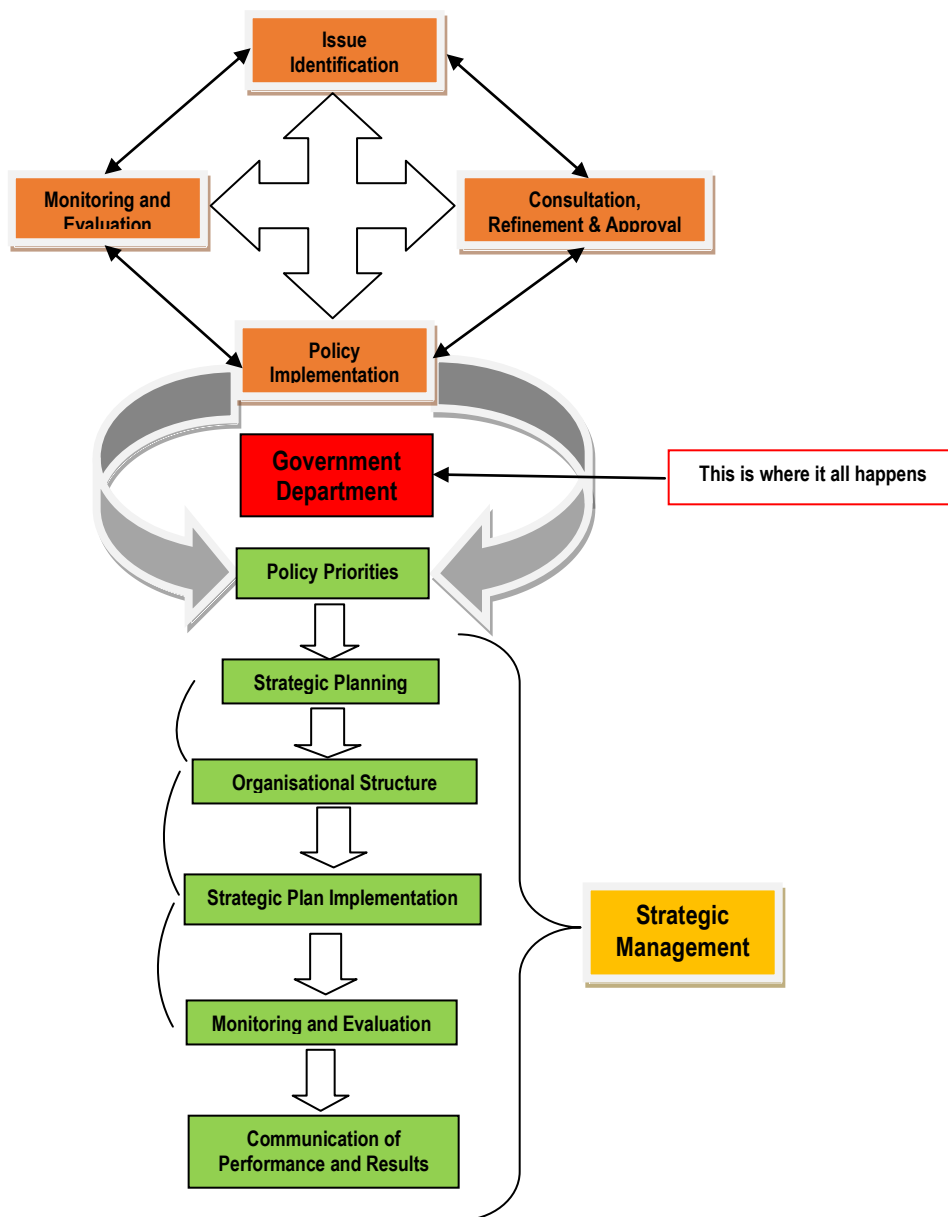 Issue
Identification
Monitoring and
Evaluation
Consultation,
Refinement & Approval
Policy
Implementation
Government
Department
This is where it all happens
Policy Priorities
Strategic Planning
Organisational Structure
Strategic Plan Implementation
Strategic
Management
Monitoring and Evaluation
Communication of
Performance and Results